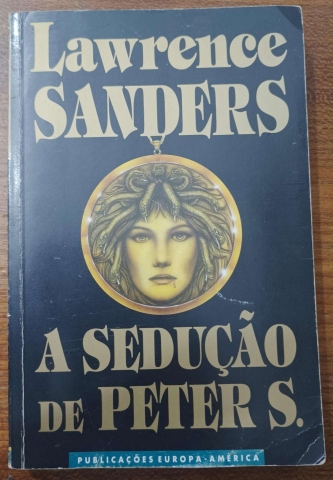 Lawrence
SANDERS
A SEDUÇÃO
DE PETER S.
PUBLICAÇÕES EUROPA-AMÉRICA